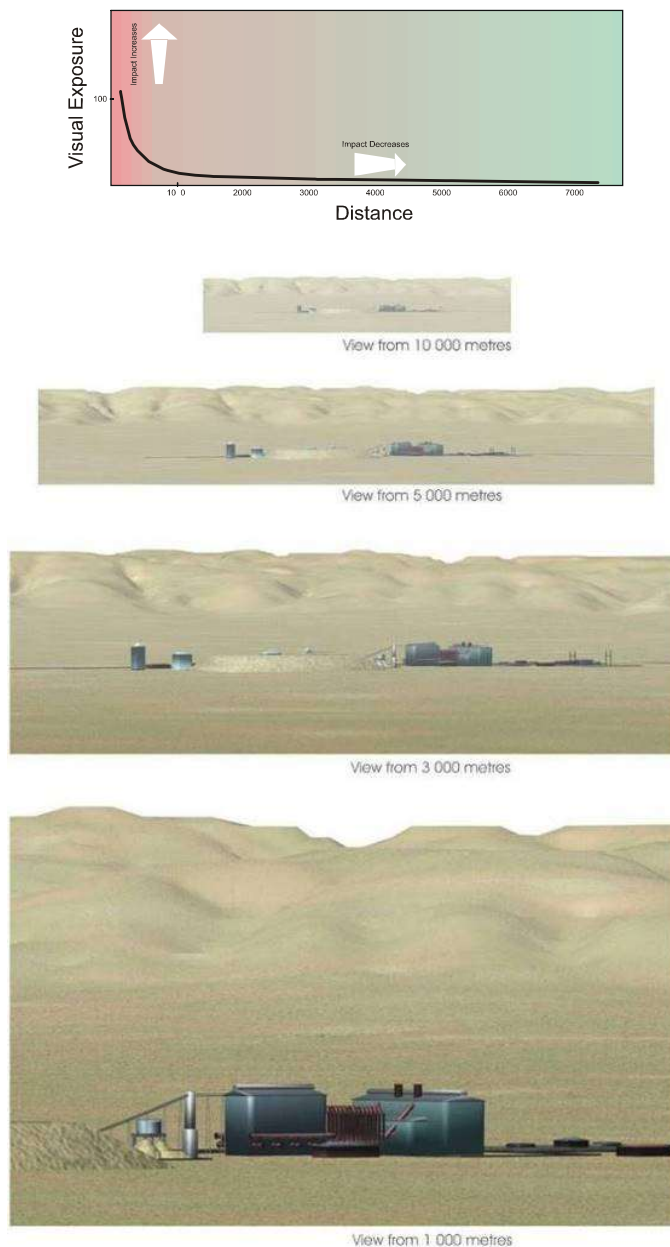 Impact Increases
Visual Exposure
100
Impact Decreases
10 0 2000 3000 4000 5000 6000 7000
Distance
View from 10 000 metres
View from 5 000 metres
View from 3 000 metres
View from 1 000 metres